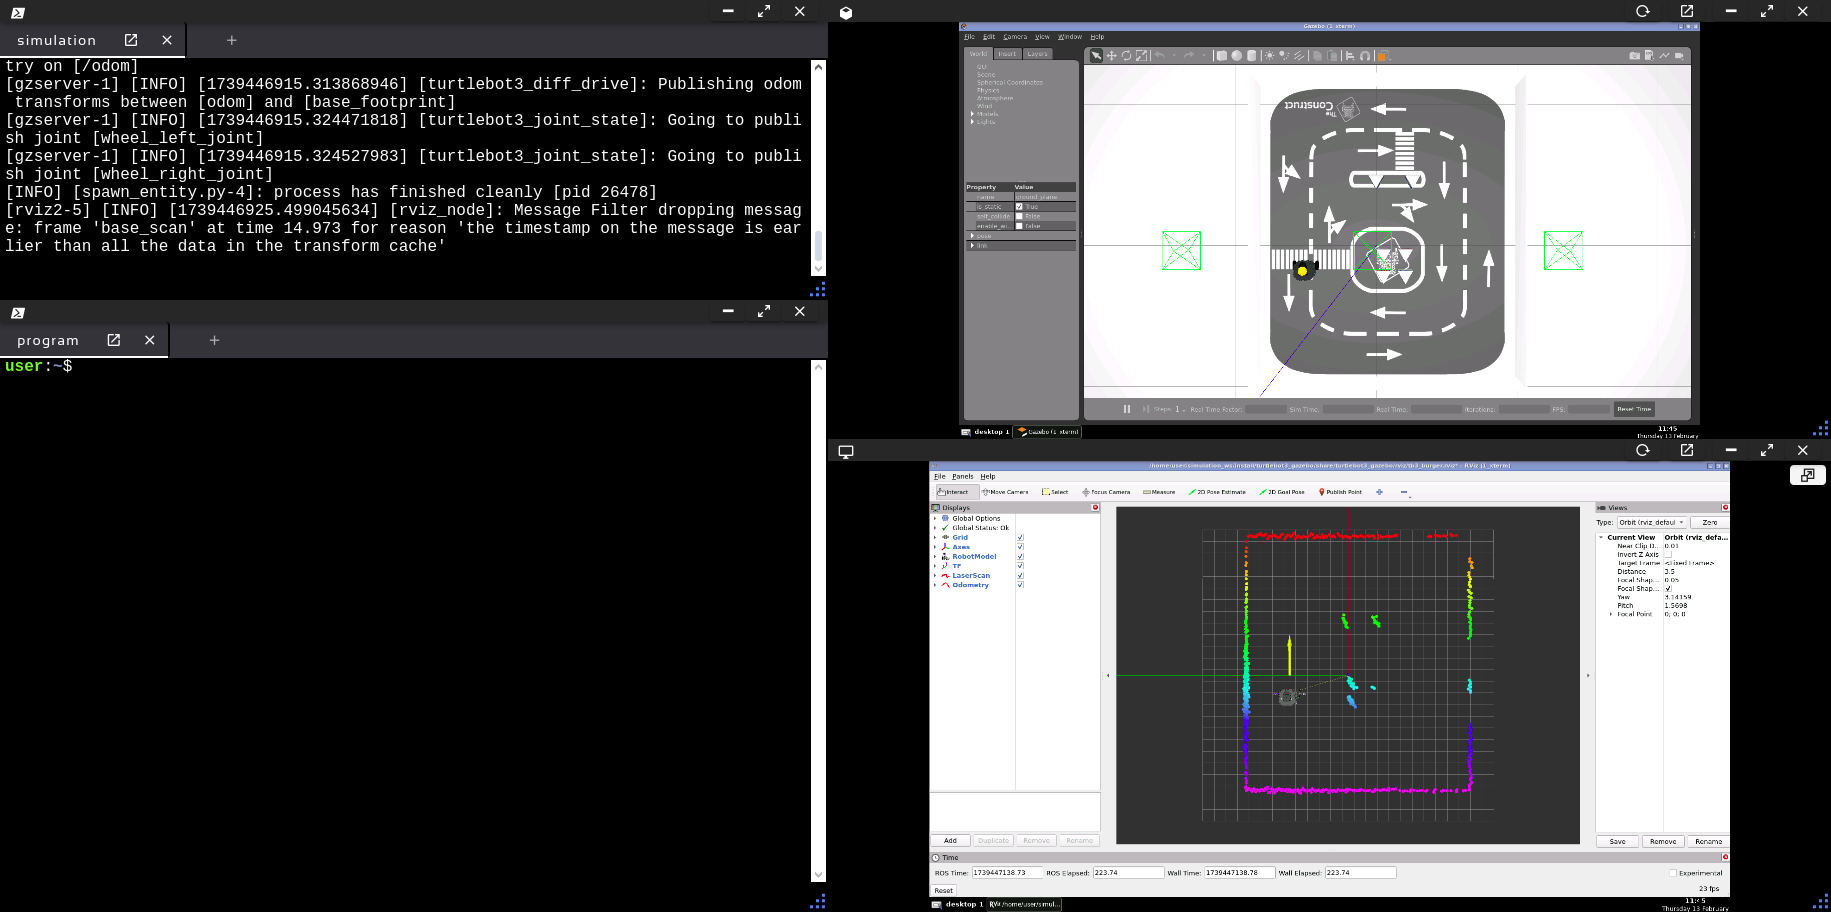 simulation
try on [/odom]
[gzserver-1] [INFO] [1739446915.313868946] [turtlebot3_diff_drive]: Publishing odom
transforms between [odom] and [base_footprint]
[gzserver-1] [INFO] [1739446915.324471818] [turtlebot3_joint_state]: Going to publi
sh joint [wheel_left_joint]
[gzserver-1] [INFO] [1739446915.324527983] [turtlebot3_joint_state]: Going to publi
sh joint [wheel_right_joint]
[INFO] [spawn_entity.py-4]: process has finished cleanly [pid 26478]
[rviz2-5] [INFO] [1739446925.499045634] [rviz_node]: Message Filter dropping messag
e: frame 'base_scan' at time 14.973 for reason 'the timestamp on the message is ear
lier than all the data in the transform cache'
program
user:~$
Gazebo (1_xterm)
File Edit Camera View Window Help
World Insert Layers
GUI
Scene
Spherical Coordinates
Physics
Atmosphere
Wind
Models
Lights
Property Value
name ground_plane
is_static True
self_collide False
enable_wi... False
pose
link
The Construct
Steps: 1 Real Time Factor: Sim Time: Real Time: Iterations: FPS: Reset Time
desktop 1 Gazebo (1_xterm)
11:45
Thursday 13 February
/home/user/simulation_ws/install/turtlebot3_gazebo/share/turtlebot3_gazebo/rviz/tb3_burger.rviz* - RViz (1_xterm)
File Panels Help
Interact Move Camera Select Focus Camera Measure 2D Pose Estimate 2D Goal Pose Publish Point
Displays
Global Options
Global Status: Ok
Grid
Axes
RobotModel
TF
LaserScan
Odometry
Add Duplicate Remove Rename
Views
Type: Orbit (rviz_defaul Zero
Current View Orbit (rviz_defa...
Near Clip D... 0.01
Invert Z Axis
Target Frame <Fixed Frame>
Distance 3.5
Focal Shap... 0.05
Focal Shap...
Yaw 3.14159
Pitch 1.5698
Focal Point 0; 0; 0
Save Remove Rename
Time
ROS Time: 1739447138.73 ROS Elapsed: 223.74 Wall Time: 1739447138.78 Wall Elapsed: 223.74 Experimental
Reset 23 fps
desktop 1 /home/user/simul...
11:45
Thursday 13 February